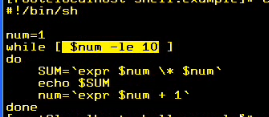 #!/bin/sh
num=1
while [ $num -le 10 ]
do
SUM=`expr $num \* $num`
echo $SUM
num=`expr $num + 1`
done